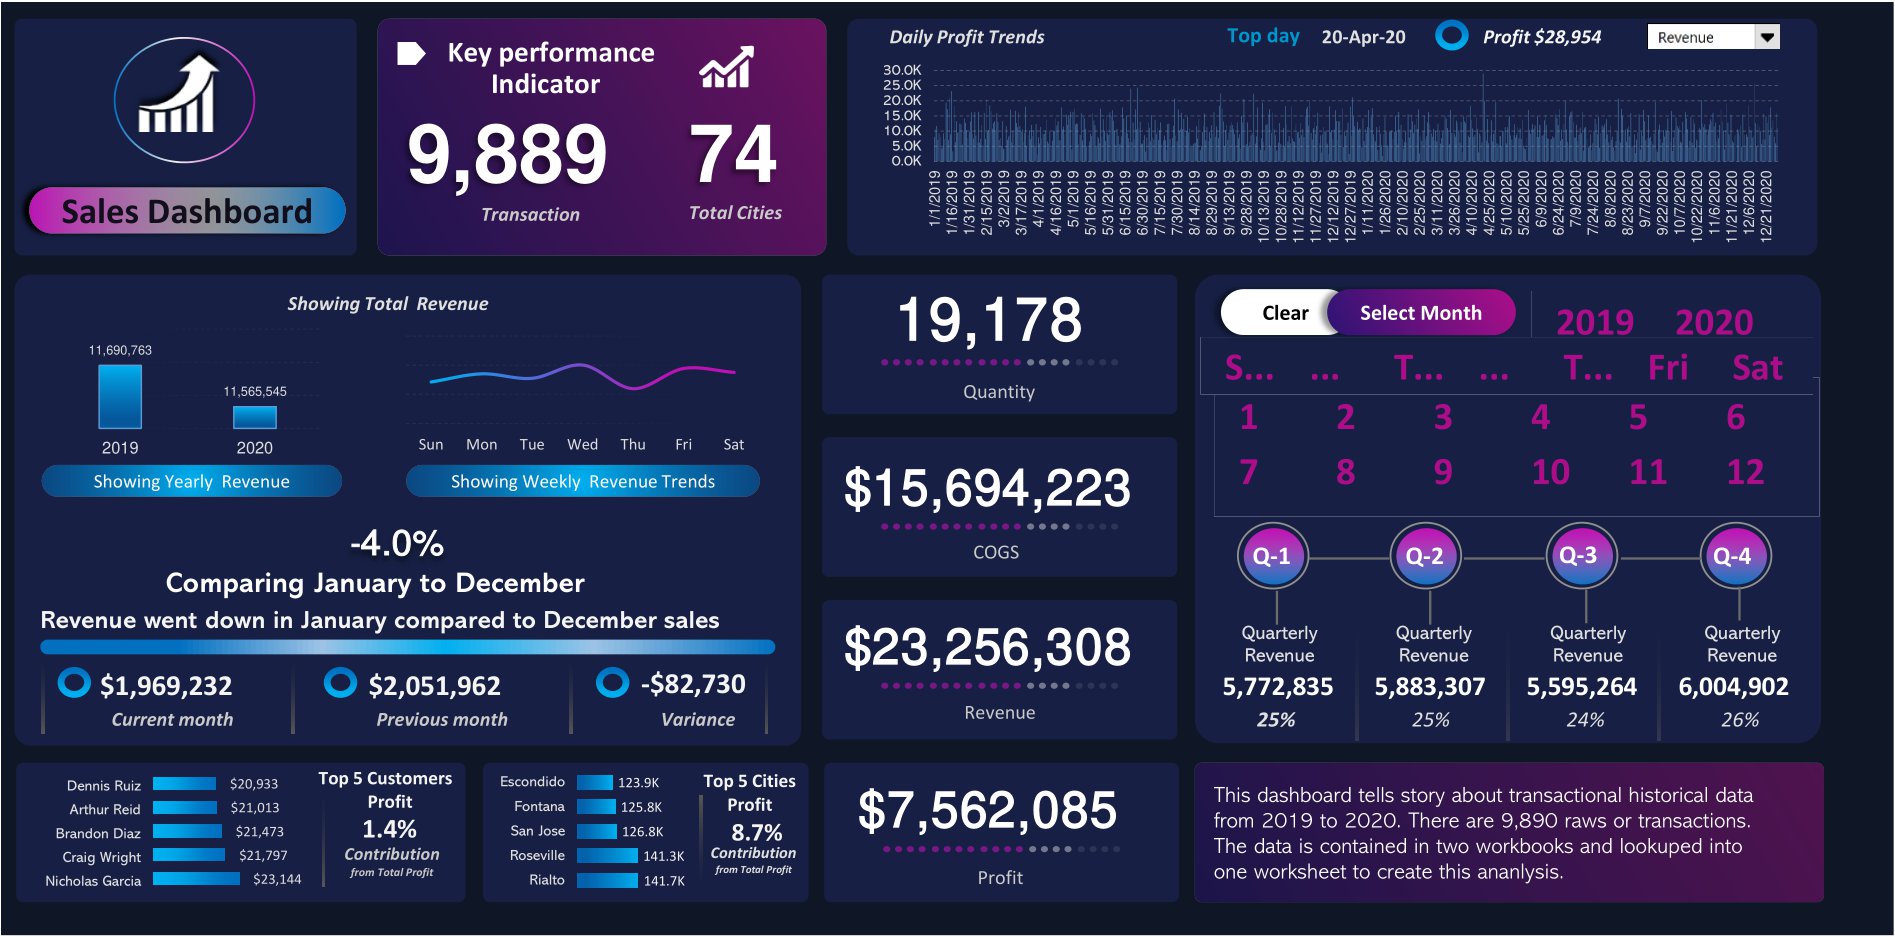 Sales Dashboard
Key performance
Indicator
9,889
74
Transaction
Total Cities
Daily Profit Trends
Top day
20-Apr-20
Profit $28,954
Revenue
30.0K
25.0K
20.0K
15.0K
10.0K
5.0K
0.0K
1/1/2019
1/16/2019
1/31/2019
2/15/2019
3/2/2019
3/17/2019
4/1/2019
4/16/2019
5/1/2019
5/16/2019
5/31/2019
6/15/2019
6/30/2019
7/15/2019
7/30/2019
8/14/2019
8/29/2019
9/13/2019
9/28/2019
10/13/2019
10/28/2019
11/12/2019
11/27/2019
12/12/2019
12/27/2019
1/11/2020
1/26/2020
2/10/2020
2/25/2020
3/11/2020
3/26/2020
4/10/2020
4/25/2020
5/10/2020
5/25/2020
6/9/2020
6/24/2020
7/9/2020
7/24/2020
8/8/2020
8/23/2020
9/7/2020
9/22/2020
10/7/2020
10/22/2020
11/6/2020
11/21/2020
12/6/2020
12/21/2020
Showing Total Revenue
11,690,763
11,565,545
2019
2020
Showing Yearly Revenue
Sun Mon Tue Wed Thu Fri Sat
Showing Weekly Revenue Trends
-4.0%
Comparing January to December
Revenue went down in January compared to December sales
$1,969,232
$2,051,962
-$82,730
Current month
Previous month
Variance
19,178
Quantity
$15,694,223
COGS
$23,256,308
Revenue
$7,562,085
Profit
Clear
Select Month
2019 2020
S... ... T... ... T... Fri Sat
1 2 3 4 5 6
7 8 9 10 11 12
Q-1
Q-2
Q-3
Q-4
Quarterly
Revenue
5,772,835
25%
Quarterly
Revenue
5,883,307
25%
Quarterly
Revenue
5,595,264
24%
Quarterly
Revenue
6,004,902
26%
Dennis Ruiz $20,933
Arthur Reid $21,013
Brandon Diaz $21,473
Craig Wright $21,797
Nicholas Garcia $23,144
Top 5 Customers
Profit
1.4%
Contribution
from Total Profit
Escondido 123.9K
Fontana 125.8K
San Jose 126.8K
Roseville 141.3K
Rialto 141.7K
Top 5 Cities
Profit
8.7%
Contribution
from Total Profit
This dashboard tells story about transactional historical data
from 2019 to 2020. There are 9,890 raws or transactions.
The data is contained in two workbooks and lookuped into
one worksheet to create this ananlysis.